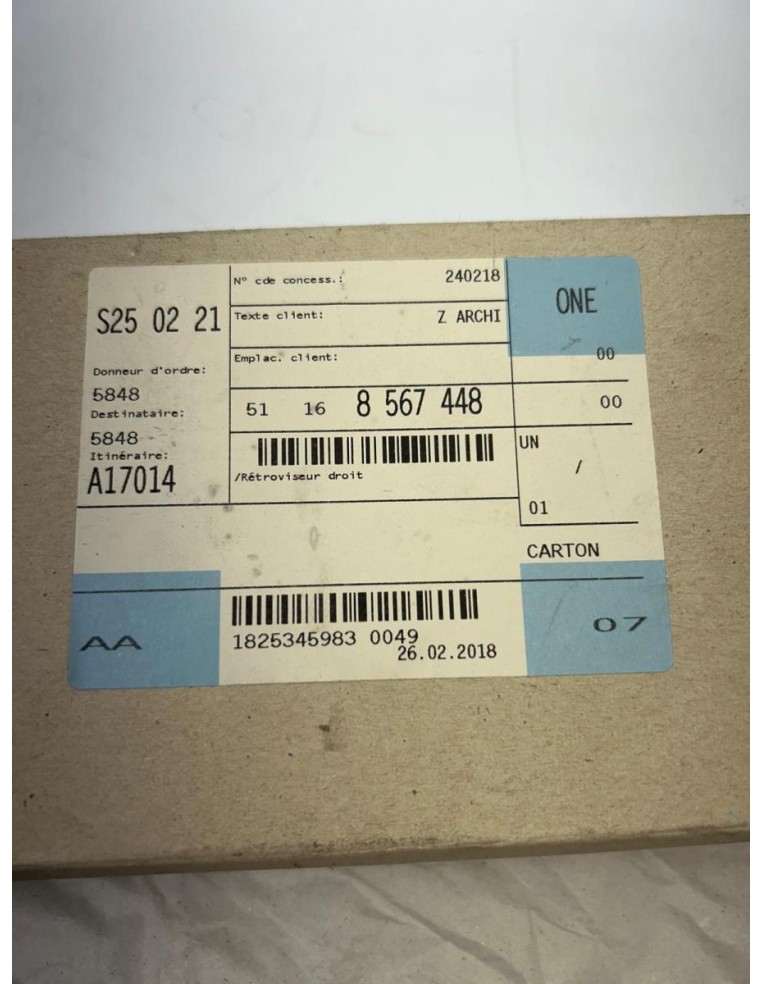 S25 02 21
Donneur d'ordre:
5848
Destinataire:
5848
Itinéraire:
A17014
N° cde concess.: 240218
Texte client: Z ARCHI
Emplac. client:
51 16 8 567 448
/Rétroviseur droit
ONE
00
00
UN
/
01
CARTON
AA
1825345983 0049
26.02.2018
07